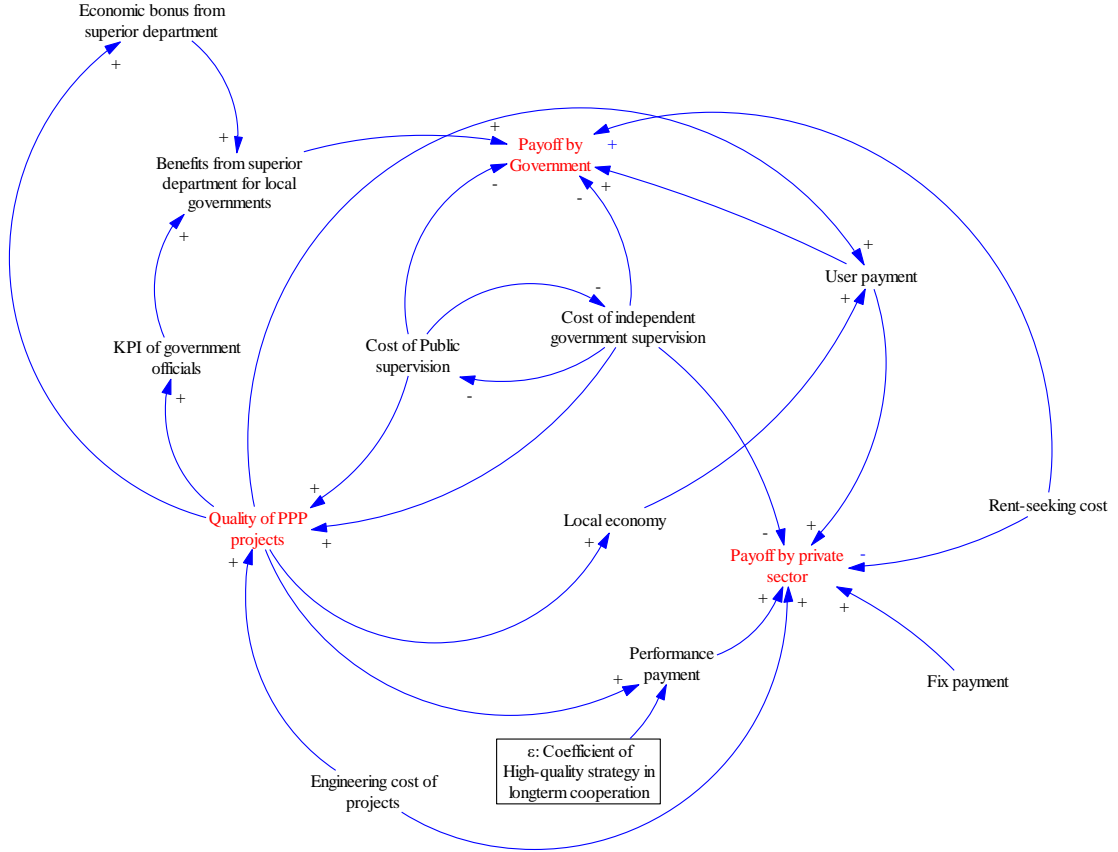 Economic bonus from
superior department
+
+
+
Payoff by
Government
+
Benefits from superior
department for local
governments
-
+
-
+
+
User payment
-
+
Cost of independent
government supervision
KPI of government
officials
Cost of Public
supervision
+
-
+
Quality of PPP
projects
+
+
Local economy
+
Rent-seeking cost
-
+
-
Payoff by private
sector
+
+
+
+
Performance
payment
+
Fix payment
ε: Coefficient of
High-quality strategy in
longterm cooperation
Engineering cost of
projects